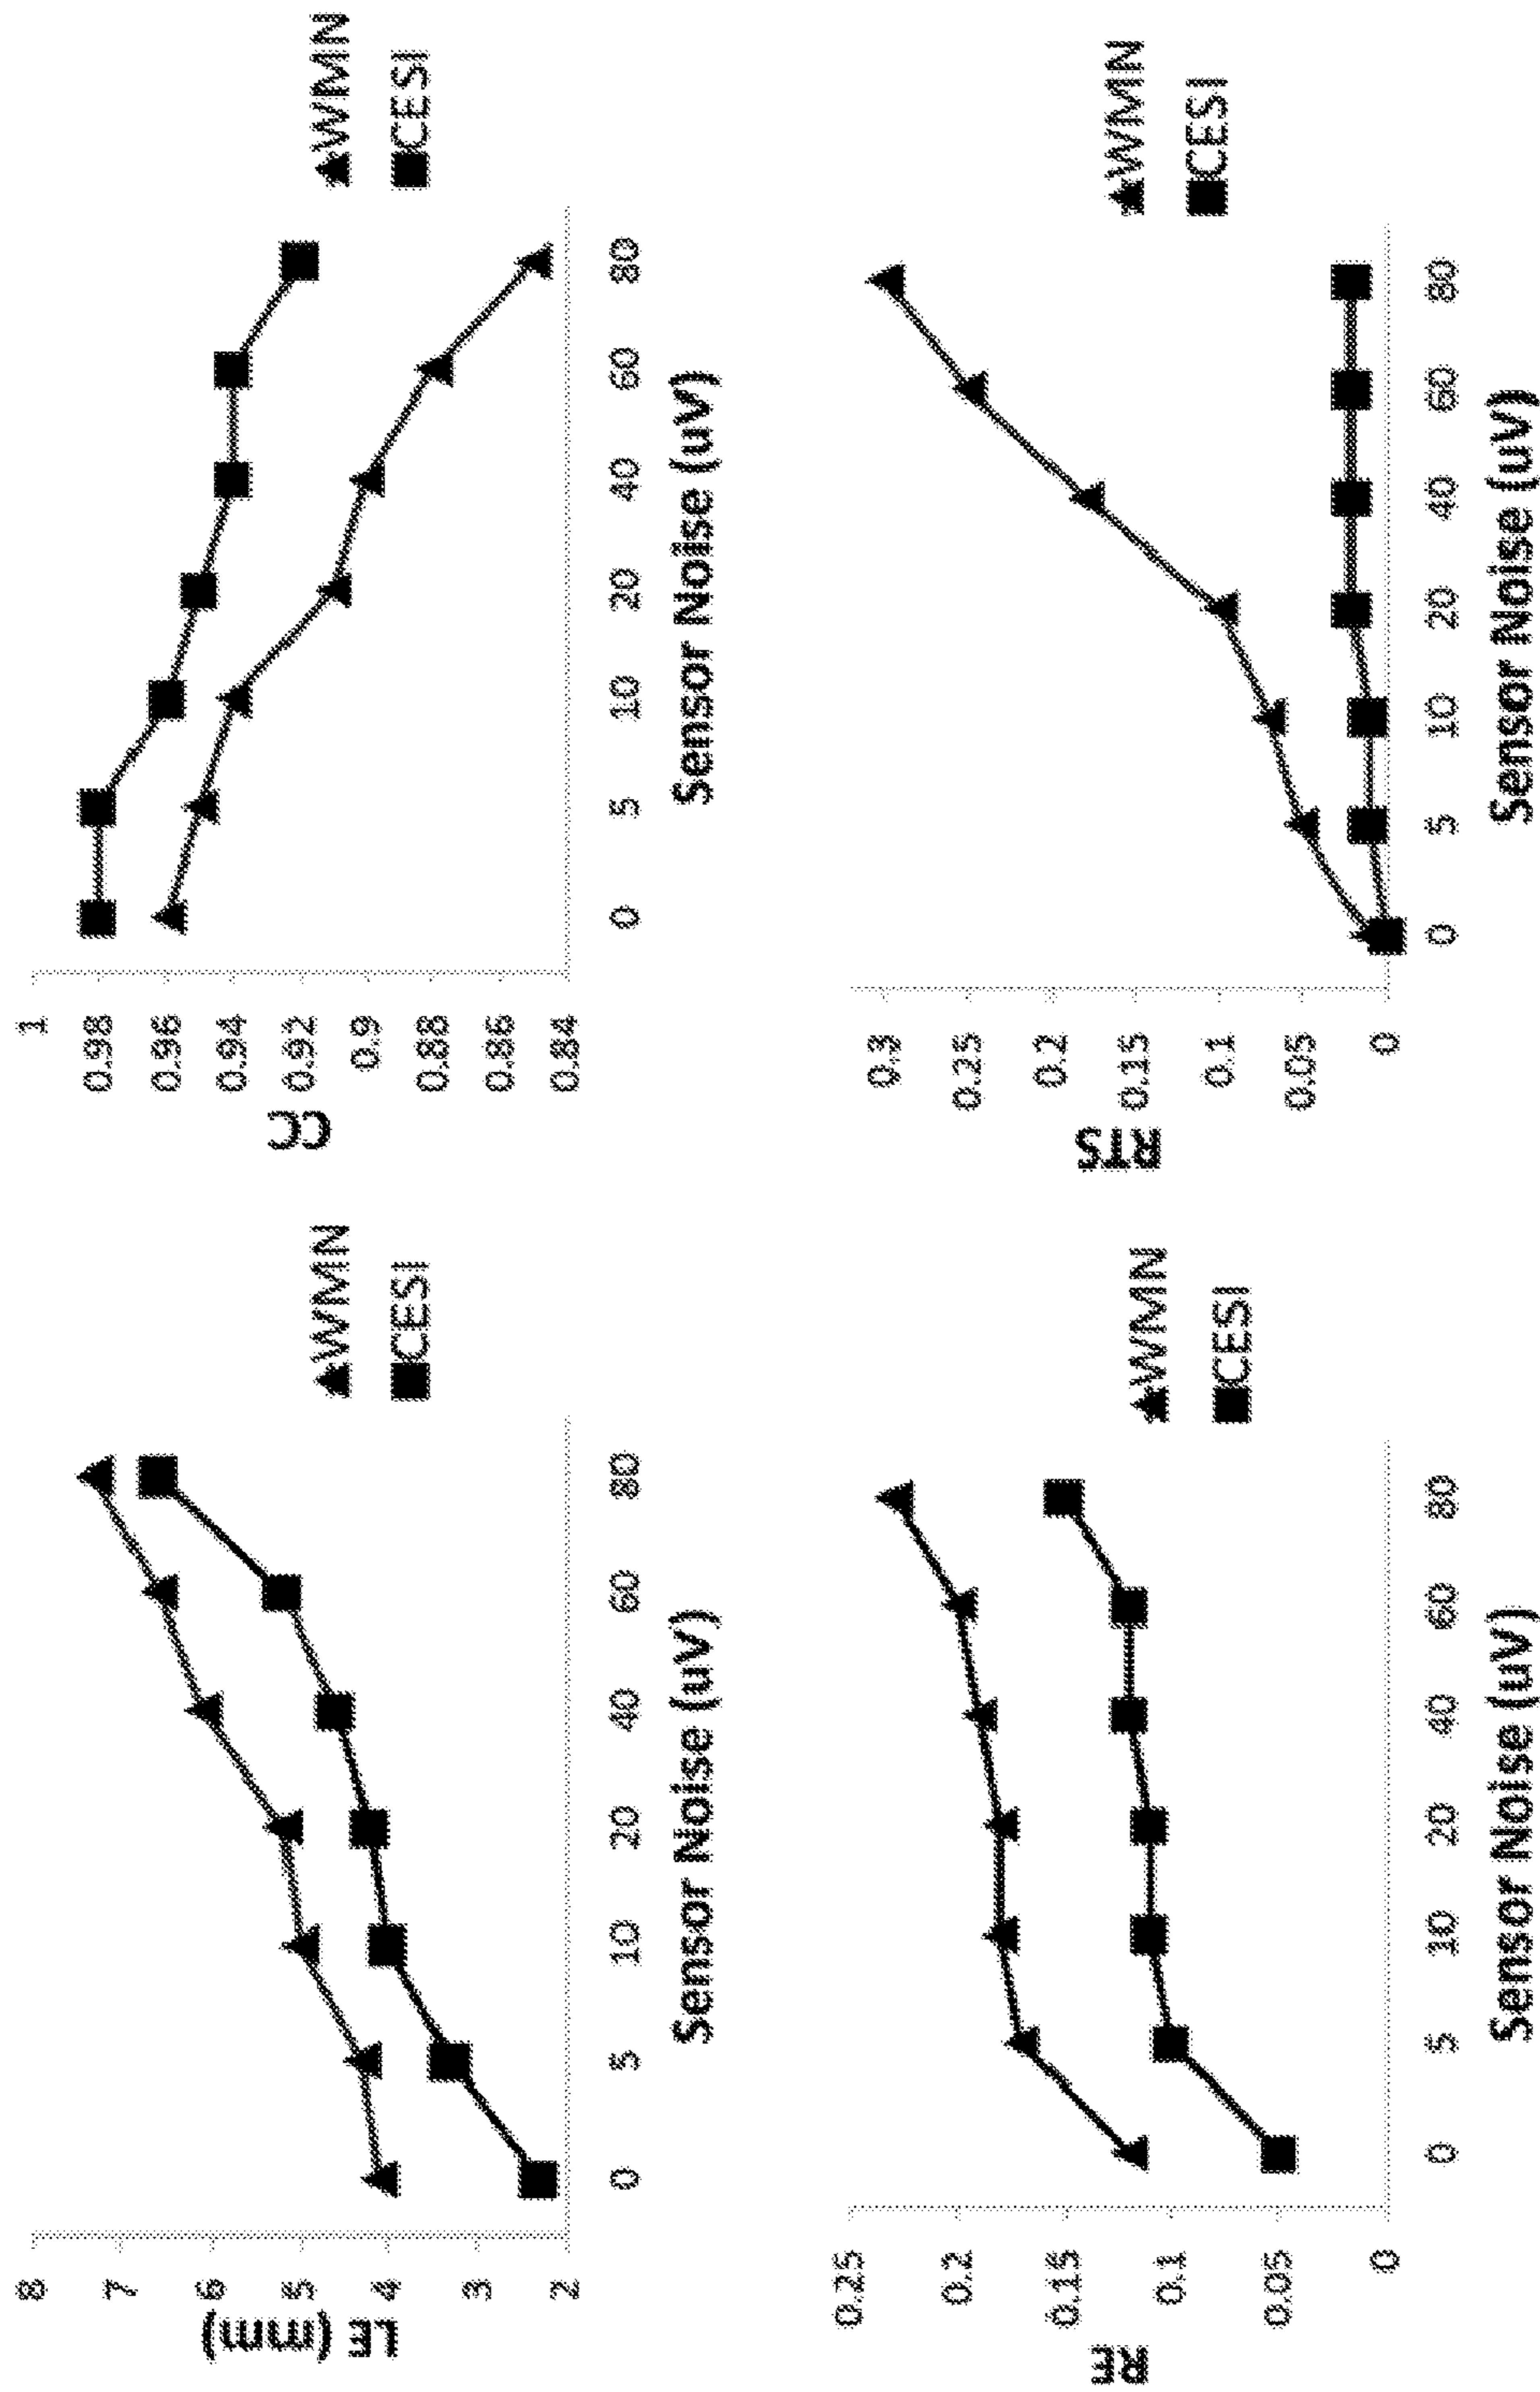 LE (mm)
8
7
6
5
4
3
2
0 5 10 20 40 60 80
Sensor Noise (uV)
WMN
CESI
CC
1
0.98
0.96
0.94
0.92
0.9
0.88
0.86
0.84
0 5 10 20 40 60 80
Sensor Noise (uV)
WMN
CESI
RE
0.25
0.2
0.15
0.1
0.05
0
0 5 10 20 40 60 80
Sensor Noise (uV)
WMN
CESI
RTS
0.3
0.25
0.2
0.15
0.1
0.05
0
0 5 10 20 40 60 80
Sensor Noise (uV)
WMN
CESI